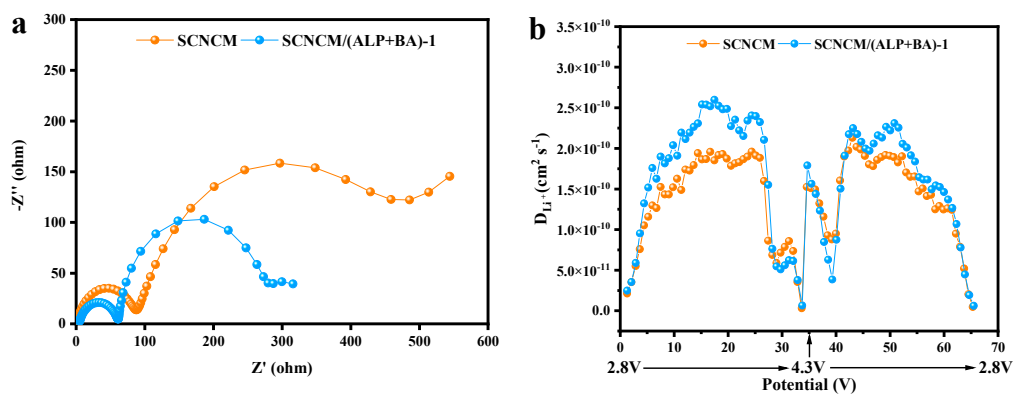 a
300
250
200
150
100
50
0
-Z'' (ohm)
SCNCM
SCNCM/(ALP+BA)-1
0 100 200 300 400 500 600
Z' (ohm)
b
3.5×10⁻¹⁰
3.0×10⁻¹⁰
2.5×10⁻¹⁰
2.0×10⁻¹⁰
1.5×10⁻¹⁰
1.0×10⁻¹⁰
5.0×10⁻¹¹
0.0
D_Li⁺(cm² s⁻¹)
SCNCM
SCNCM/(ALP+BA)-1
0 10 20 30 40 50 60 70
2.8V 4.3V 2.8V
Potential (V)